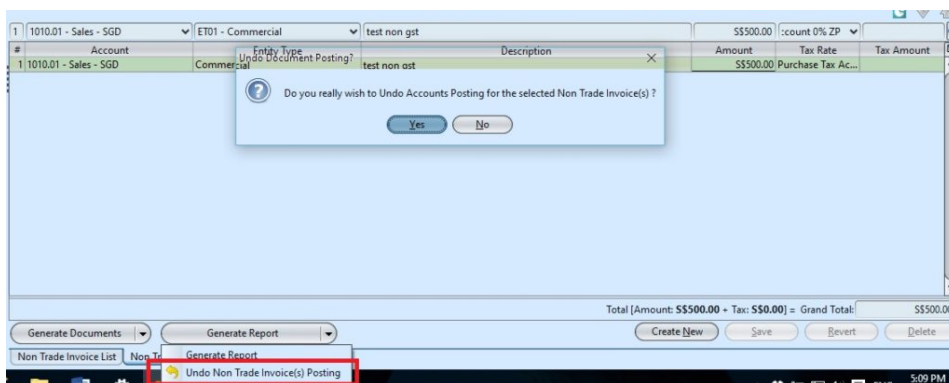 1 1010.01 - Sales - SGD ET01 - Commercial test non gst S$500.00 :count 0% ZP
# Account Entity Type Description Amount Tax Rate Tax Amount
1 1010.01 - Sales - SGD Commercial test non gst S$500.00 Purchase Tax Ac...
Undo Document Posting?
Do you really wish to Undo Accounts Posting for the selected Non Trade Invoice(s) ?
Yes No
Total [Amount: S$500.00 + Tax: S$0.00] = Grand Total: S$500.0
Generate Documents Generate Report Create New Save Revert Delete
Non Trade Invoice List Non Tr
Generate Report
Undo Non Trade Invoice(s) Posting
5:09 PM